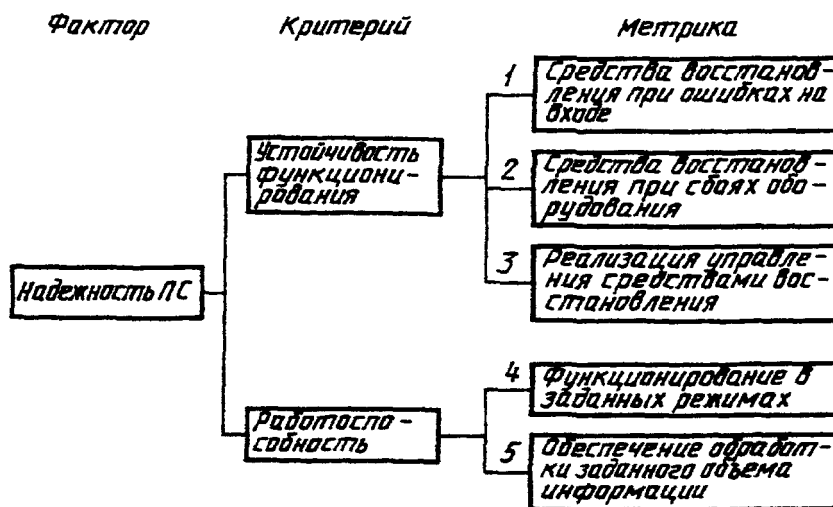 Фактор Критерий Метрика
1 Средства восстанов-
ления при ошибках на
входе
Устойчивость
функциони-
рования
2 Средства восстанов-
ления при сбоях обо-
рудования
3 Реализация управле-
ния средствами вос-
становления
Надежность ПС
4 Функционирование в
заданных режимах
Работоспо-
собность
5 Обеспечение обработ-
ки заданного объема
информации